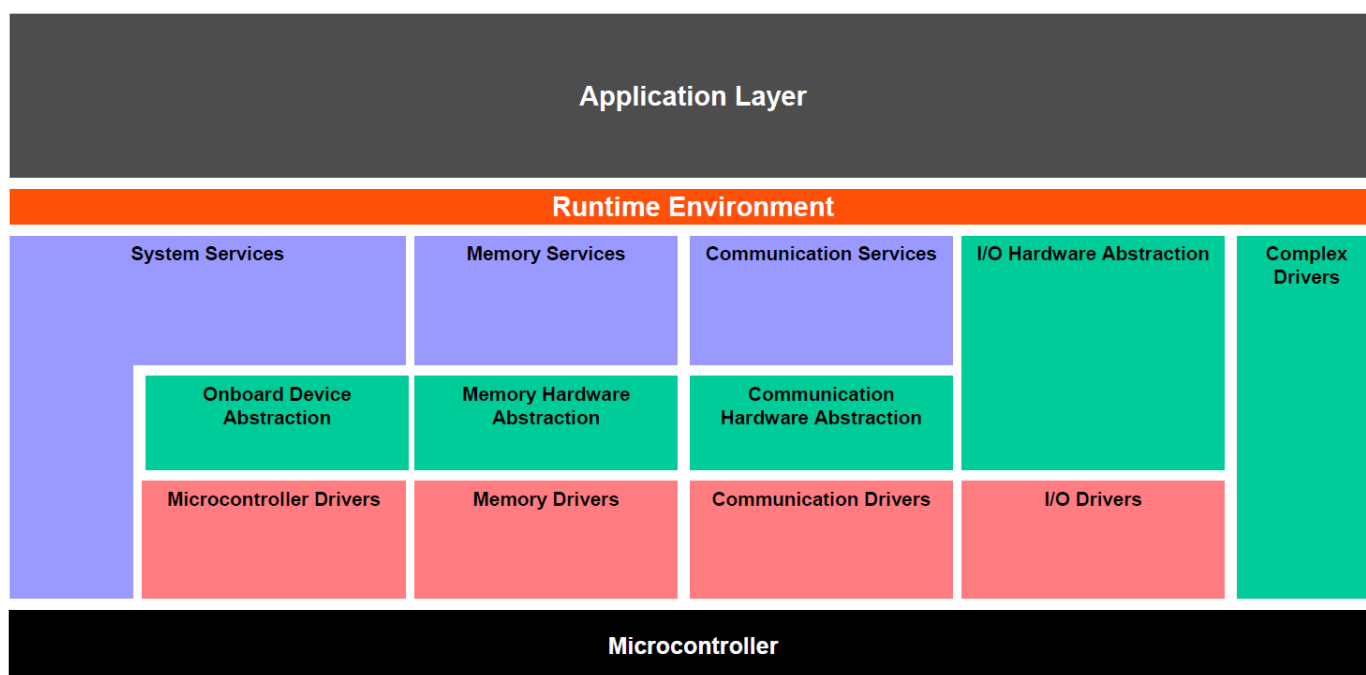 Application Layer
Runtime Environment
System Services
Memory Services
Communication Services
I/O Hardware Abstraction
Complex
Drivers
Onboard Device
Abstraction
Memory Hardware
Abstraction
Communication
Hardware Abstraction
Microcontroller Drivers
Memory Drivers
Communication Drivers
I/O Drivers
Microcontroller